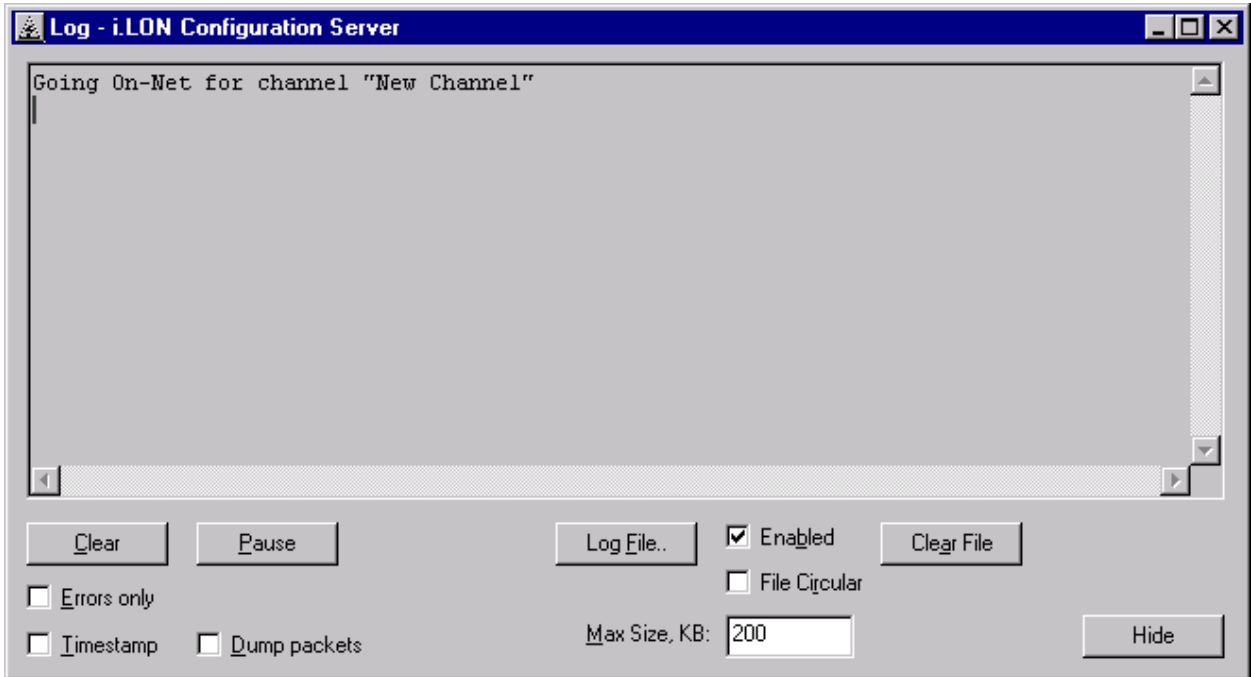 Log - i.LON Configuration Server
Going On-Net for channel "New Channel"
Clear
Pause
Log File..
Enabled
Clear File
File Circular
Errors only
Timestamp
Dump packets
Max Size, KB: 200
Hide